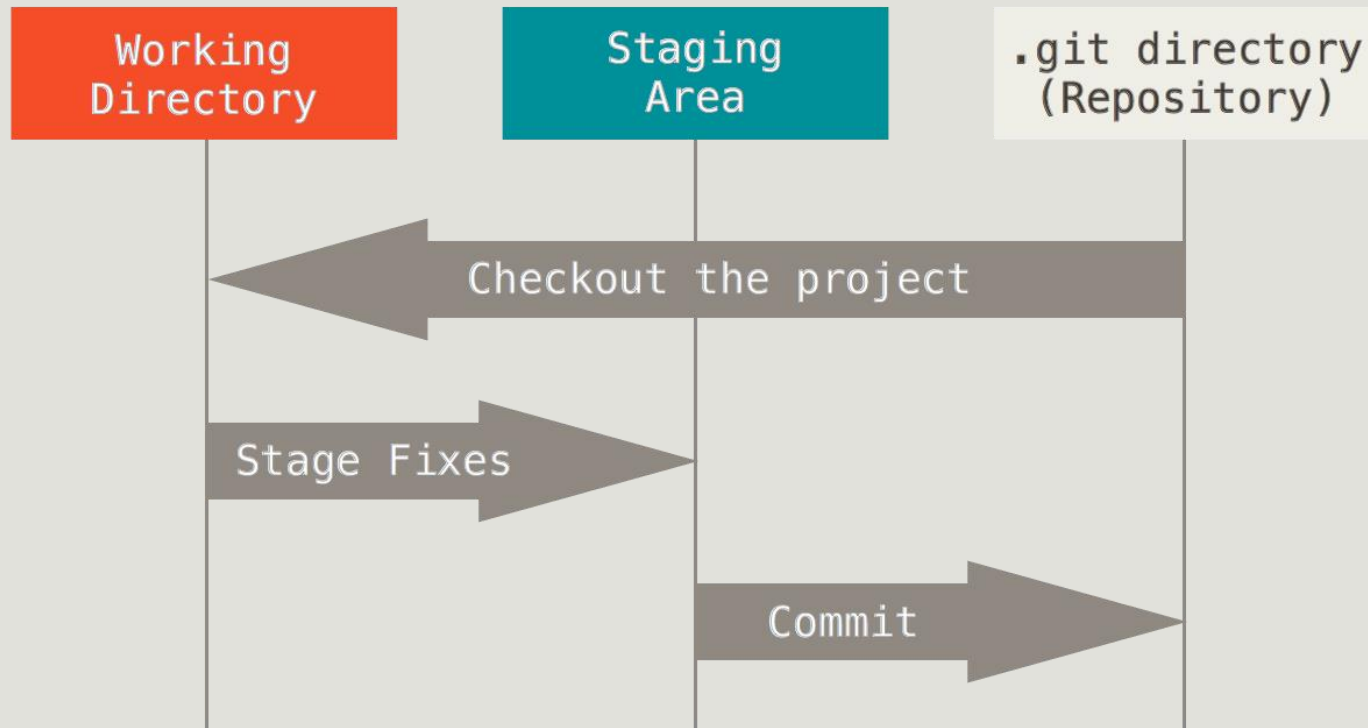 Working
Directory
Staging
Area
.git directory
(Repository)
Checkout the project
Stage Fixes
Commit